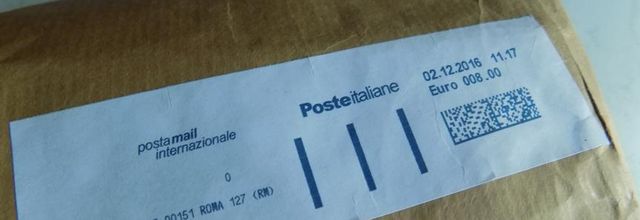 Posteitaliane
02.12.2016 11.17
Euro 008.00
postamail
internazionale
0
00151 ROMA 127 (RM)